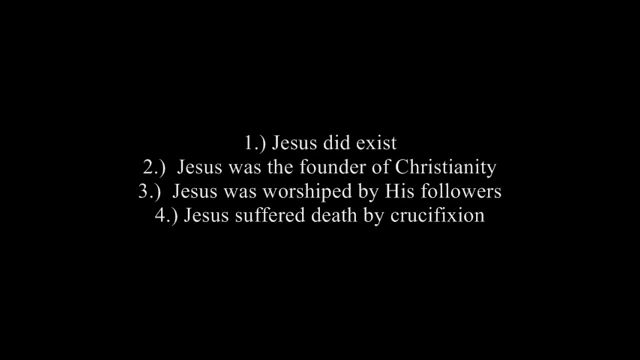 1.) Jesus did exist
2.)  Jesus was the founder of Christianity
3.)  Jesus was worshiped by His followers
4.) Jesus suffered death by crucifixion